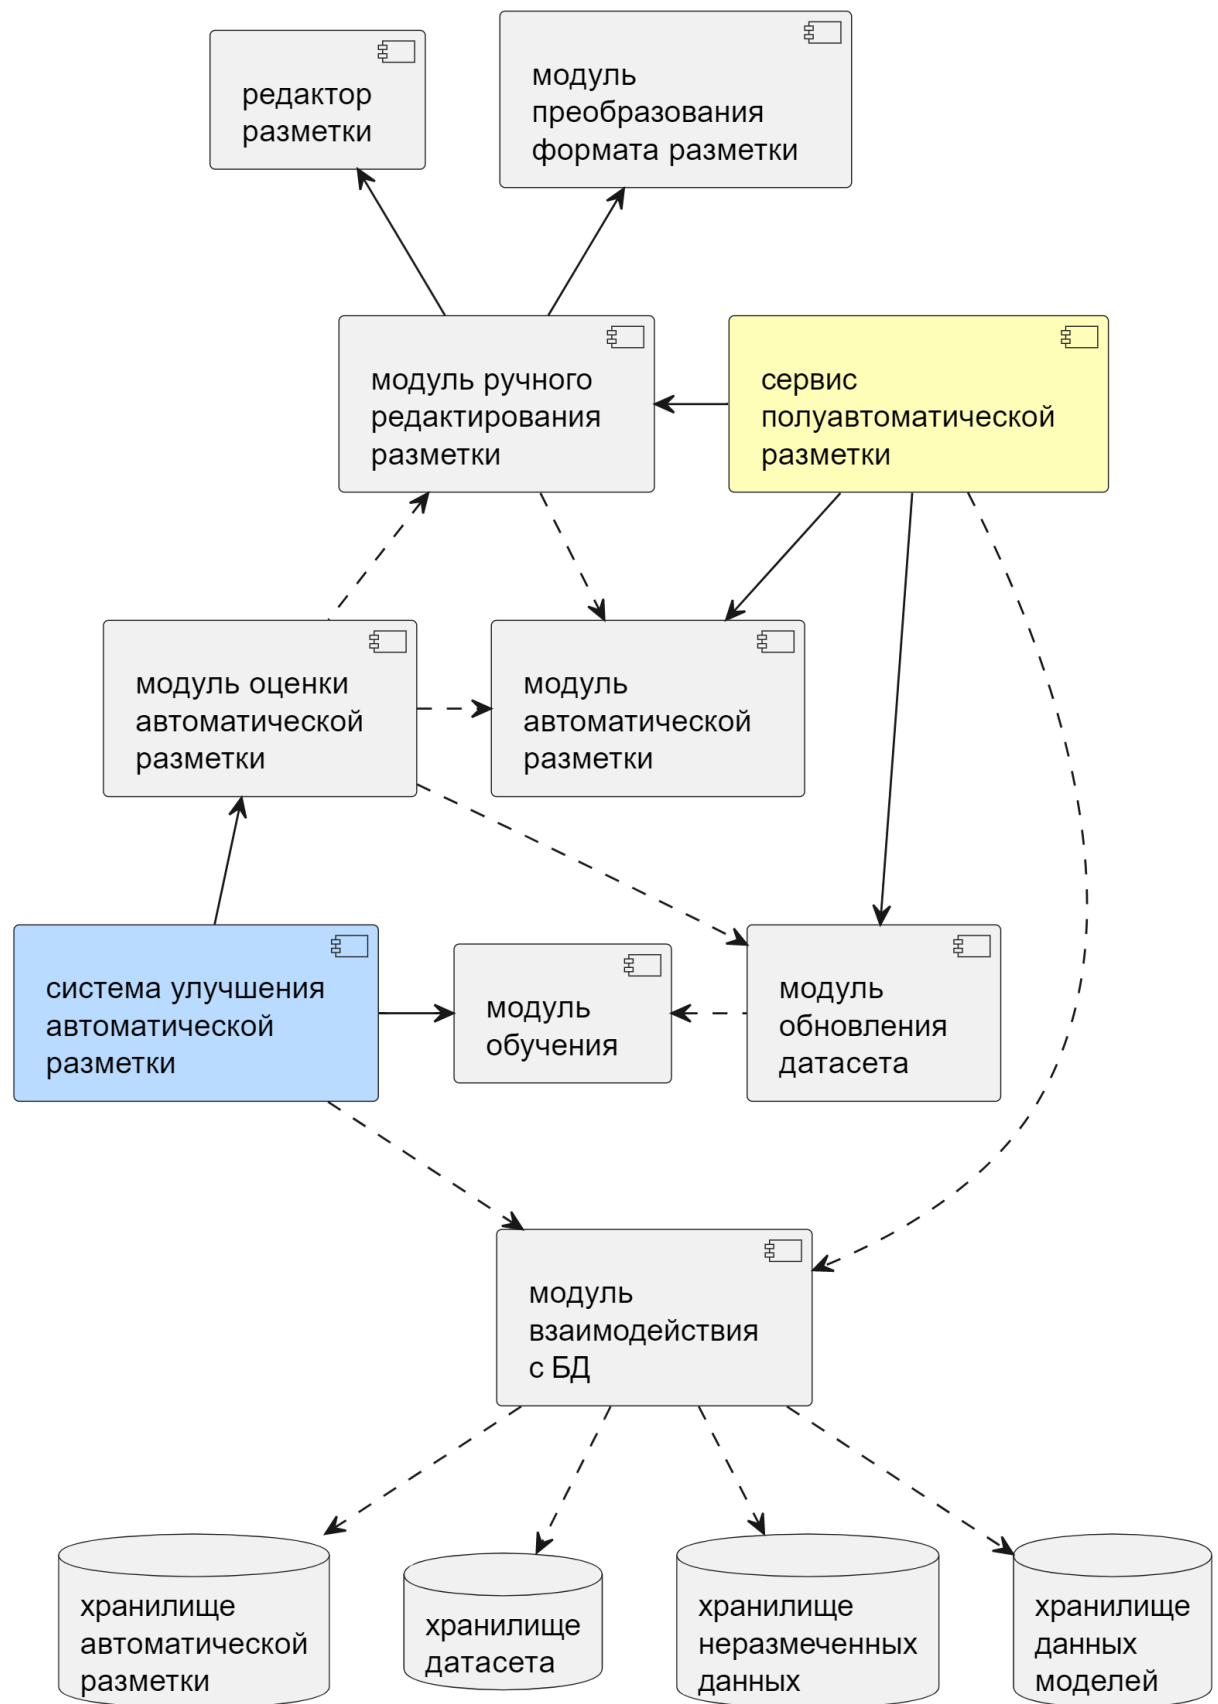 редактор
разметки
модуль
преобразования
формата разметки
модуль ручного
редактирования
разметки
сервис
полуавтоматической
разметки
модуль оценки
автоматической
разметки
модуль
автоматической
разметки
система улучшения
автоматической
разметки
модуль
обучения
модуль
обновления
датасета
модуль
взаимодействия
с БД
хранилище
автоматической
разметки
хранилище
датасета
хранилище
неразмеченных
данных
хранилище
данных
моделей